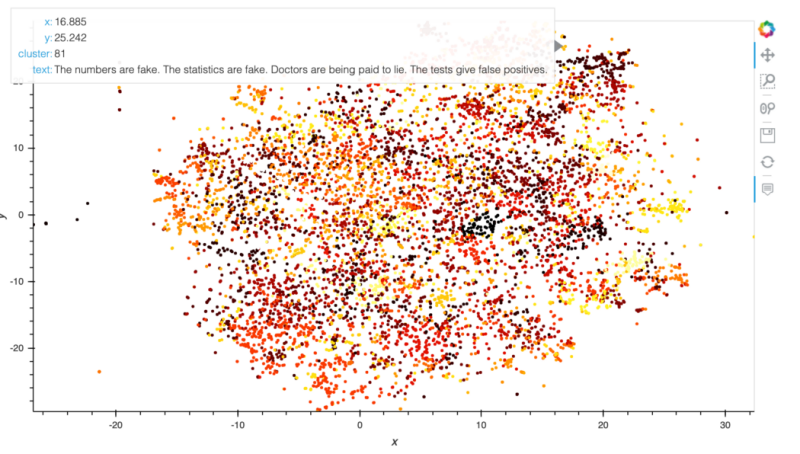 x: 16.885
y: 25.242
cluster: 81
text: The numbers are fake. The statistics are fake. Doctors are being paid to lie. The tests give false positives.
10
0
y
-10
-20
-20 -10 0 10 20 30
x